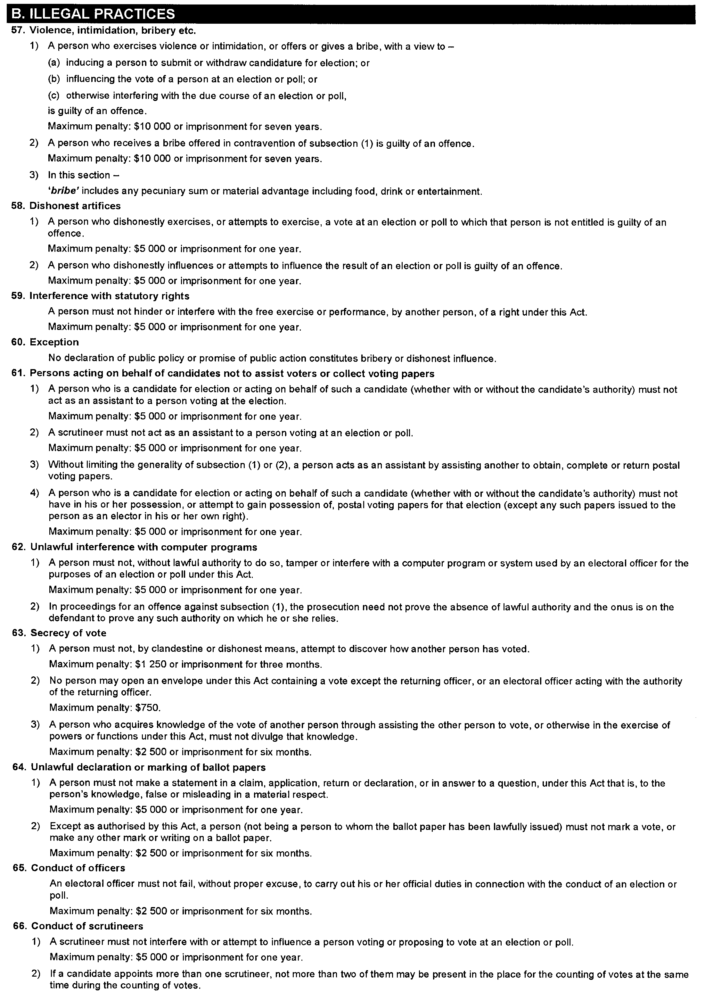 B. ILLEGAL PRACTICES
57. Violence, intimidation, bribery etc.
1) A person who exercises violence or intimidation, or offers or gives a bribe, with a view to –
(a) inducing a person to submit or withdraw candidature for election; or
(b) influencing the vote of a person at an election or poll; or
(c) otherwise interfering with the due course of an election or poll,
is guilty of an offence.
Maximum penalty: $10 000 or imprisonment for seven years.
2) A person who receives a bribe offered in contravention of subsection (1) is guilty of an offence.
Maximum penalty: $10 000 or imprisonment for seven years.
3) In this section –
‘bribe’ includes any pecuniary sum or material advantage including food, drink or entertainment.
58. Dishonest artifices
1) A person who dishonestly exercises, or attempts to exercise, a vote at an election or poll to which that person is not entitled is guilty of an
offence.
Maximum penalty: $5 000 or imprisonment for one year.
2) A person who dishonestly influences or attempts to influence the result of an election or poll is guilty of an offence.
Maximum penalty: $5 000 or imprisonment for one year.
59. Interference with statutory rights
A person must not hinder or interfere with the free exercise or performance, by another person, of a right under this Act.
Maximum penalty: $5 000 or imprisonment for one year.
60. Exception
No declaration of public policy or promise of public action constitutes bribery or dishonest influence.
61. Persons acting on behalf of candidates not to assist voters or collect voting papers
1) A person who is a candidate for election or acting on behalf of such a candidate (whether with or without the candidate’s authority) must not
act as an assistant to a person voting at the election.
Maximum penalty: $5 000 or imprisonment for one year.
2) A scrutineer must not act as an assistant to a person voting at an election or poll.
Maximum penalty: $5 000 or imprisonment for one year.
3) Without limiting the generality of subsection (1) or (2), a person acts as an assistant by assisting another to obtain, complete or return postal
voting papers.
4) A person who is a candidate for election or acting on behalf of such a candidate (whether with or without the candidate’s authority) must not
have in his or her possession, or attempt to gain possession of, postal voting papers for that election (except any such papers issued to the
person as an elector in his or her own right).
Maximum penalty: $5 000 or imprisonment for one year.
62. Unlawful interference with computer programs
1) A person must not, without lawful authority to do so, tamper or interfere with a computer program or system used by an electoral officer for the
purposes of an election or poll under this Act.
Maximum penalty: $5 000 or imprisonment for one year.
2) In proceedings for an offence against subsection (1), the prosecution need not prove the absence of lawful authority and the onus is on the
defendant to prove any such authority on which he or she relies.
63. Secrecy of vote
1) A person must not, by clandestine or dishonest means, attempt to discover how another person has voted.
Maximum penalty: $1 250 or imprisonment for three months.
2) No person may open an envelope under this Act containing a vote except the returning officer, or an electoral officer acting with the authority
of the returning officer.
Maximum penalty: $750.
3) A person who acquires knowledge of the vote of another person through assisting the other person to vote, or otherwise in the exercise of
powers or functions under this Act, must not divulge that knowledge.
Maximum penalty: $2 500 or imprisonment for six months.
64. Unlawful declaration or marking of ballot papers
1) A person must not make a statement in a claim, application, return or declaration, or in answer to a question, under this Act that is, to the
person’s knowledge, false or misleading in a material respect.
Maximum penalty: $5 000 or imprisonment for one year.
2) Except as authorised by this Act, a person (not being a person to whom the ballot paper has been lawfully issued) must not mark a vote, or
make any other mark or writing on a ballot paper.
Maximum penalty: $2 500 or imprisonment for six months.
65. Conduct of officers
An electoral officer must not fail, without proper excuse, to carry out his or her official duties in connection with the conduct of an election or
poll.
Maximum penalty: $2 500 or imprisonment for six months.
66. Conduct of scrutineers
1) A scrutineer must not interfere with or attempt to influence a person voting or proposing to vote at an election or poll.
Maximum penalty: $5 000 or imprisonment for one year.
2) If a candidate appoints more than one scrutineer, not more than two of them may be present in the place for the counting of votes at the same
time during the counting of votes.